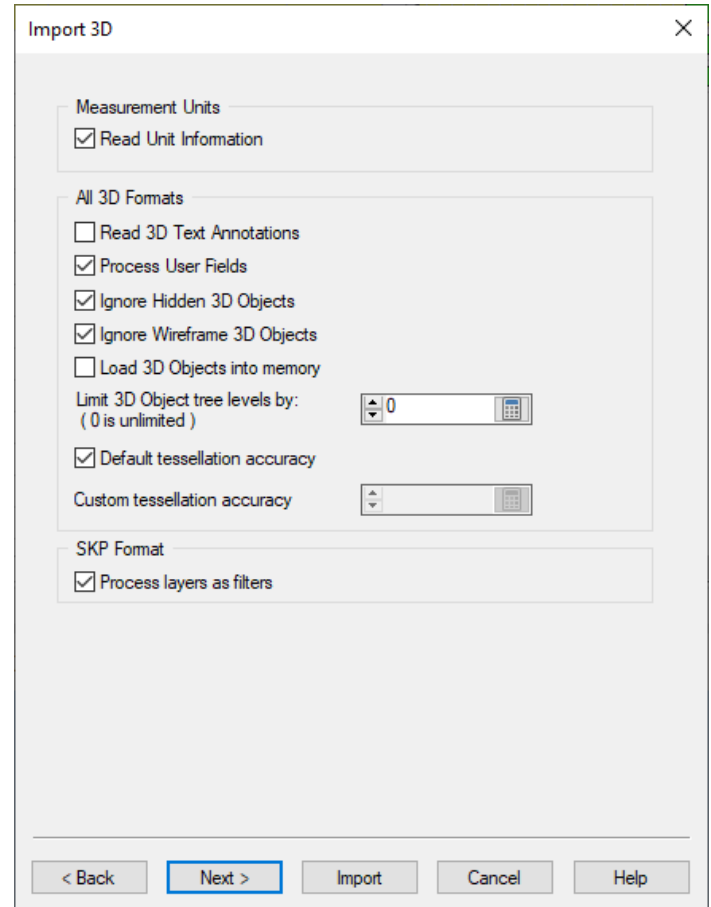 Import 3D
Measurement Units
Read Unit Information
All 3D Formats
Read 3D Text Annotations
Process User Fields
Ignore Hidden 3D Objects
Ignore Wireframe 3D Objects
Load 3D Objects into memory
Limit 3D Object tree levels by:
( 0 is unlimited )
0
Default tessellation accuracy
Custom tessellation accuracy
SKP Format
Process layers as filters
< Back Next > Import Cancel Help